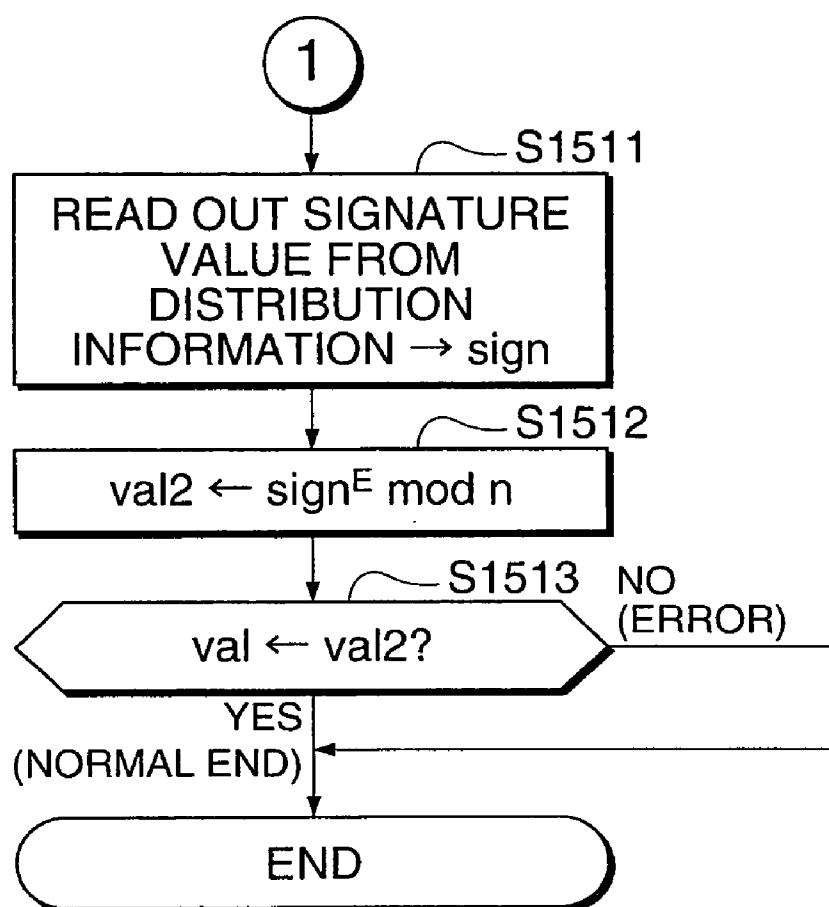 1
S1511
READ OUT SIGNATURE
VALUE FROM
DISTRIBUTION
INFORMATION → sign
S1512
val2 ← sign^E mod n
S1513
NO
(ERROR)
val ← val2?
YES
(NORMAL END)
END